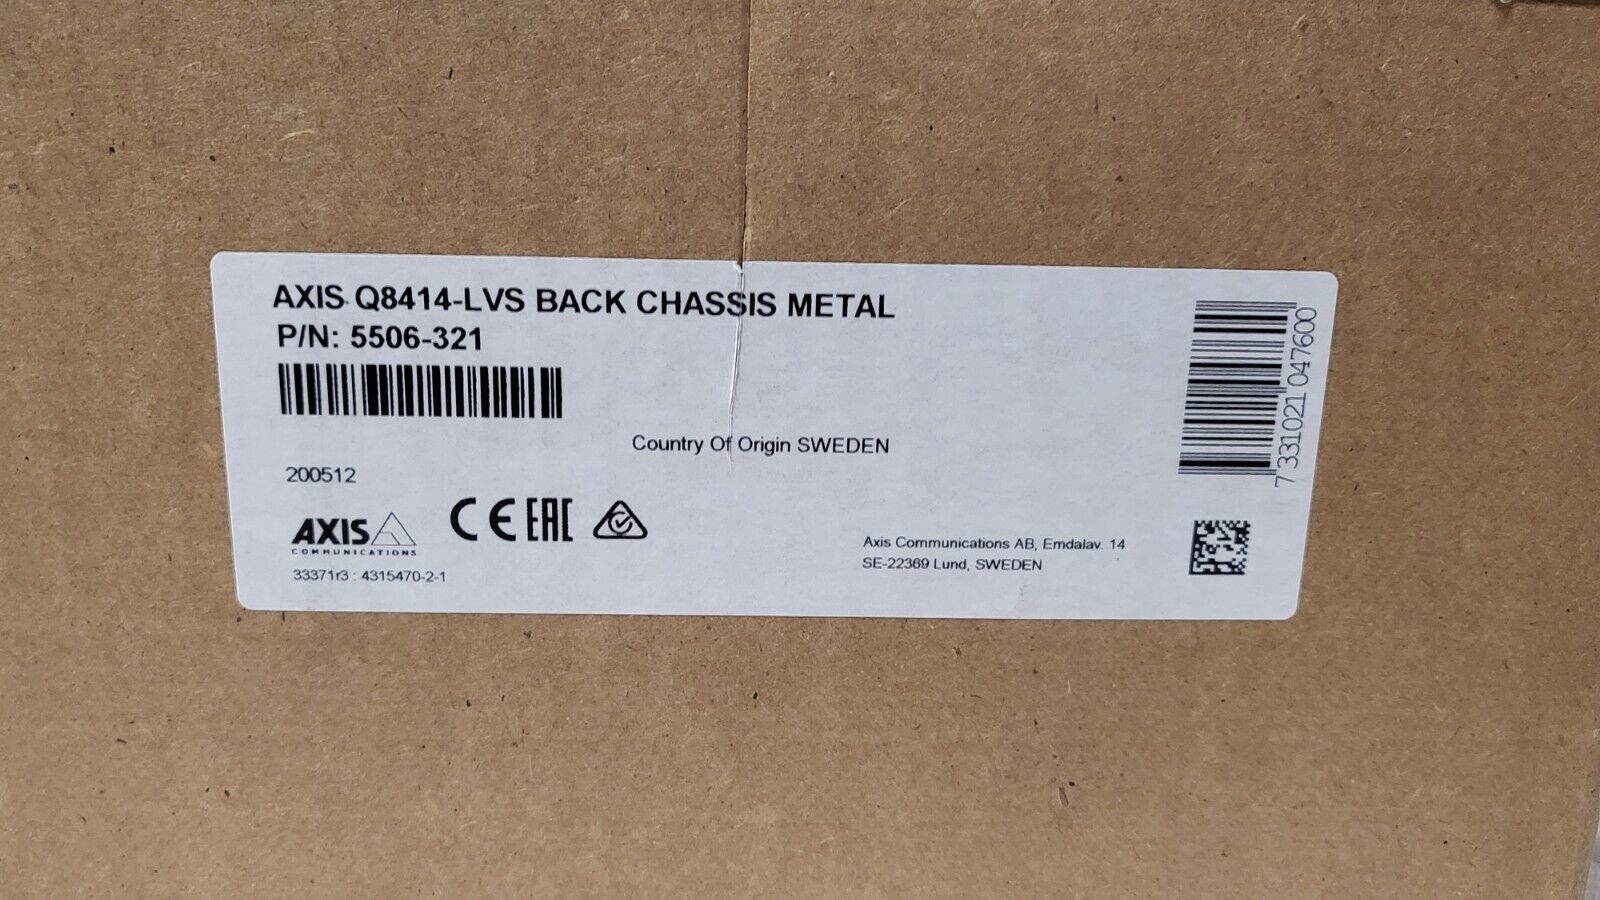 AXIS Q8414-LVS BACK CHASSIS METAL
P/N: 5506-321
Country Of Origin SWEDEN
200512
AXIS
COMMUNICATIONS
CE EAC
33371r3 : 4315470-2-1
Axis Communications AB, Emdalav. 14
SE-22369 Lund, SWEDEN
7 331021 047600